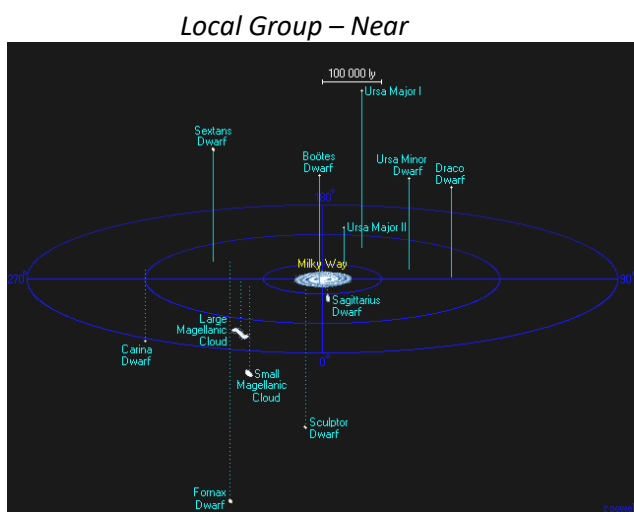 Local Group – Near
100 000 ly
Ursa Major I
Sextans
Dwarf
Boötes
Dwarf
Ursa Minor
Dwarf
Draco
Dwarf
180°
Ursa Major II
Milky Way
270°
90°
Sagittarius
Dwarf
Large
Magellanic
Cloud
Carina
Dwarf
0°
Small
Magellanic
Cloud
Sculptor
Dwarf
Fornax
Dwarf